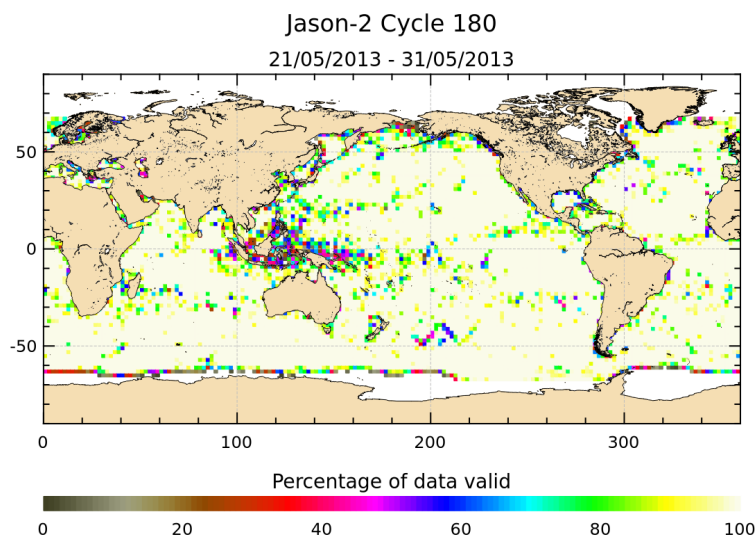 Jason-2 Cycle 180
21/05/2013 - 31/05/2013
50
0
-50
0 100 200 300
Percentage of data valid
0 20 40 60 80 100